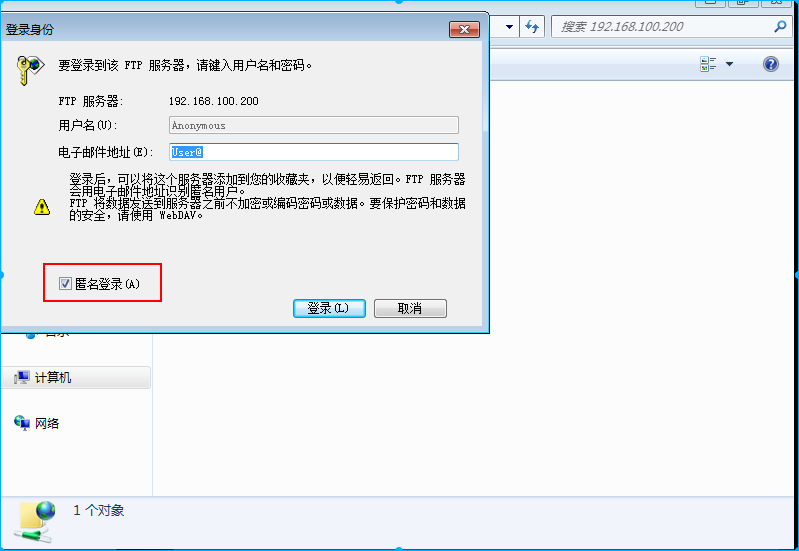 登录身份
搜索 192.168.100.200
要登录到该 FTP 服务器，请键入用户名和密码。
FTP 服务器: 192.168.100.200
用户名(U): Anonymous
电子邮件地址(E): User@
登录后，可以将这个服务器添加到您的收藏夹，以便轻易返回。FTP 服务器
会用电子邮件地址识别匿名用户。
FTP 将数据发送到服务器之前不加密或编码密码或数据。要保护密码和数据
的安全，请使用 WebDAV。
匿名登录(A)
登录(L) 取消
计算机
网络
1 个对象